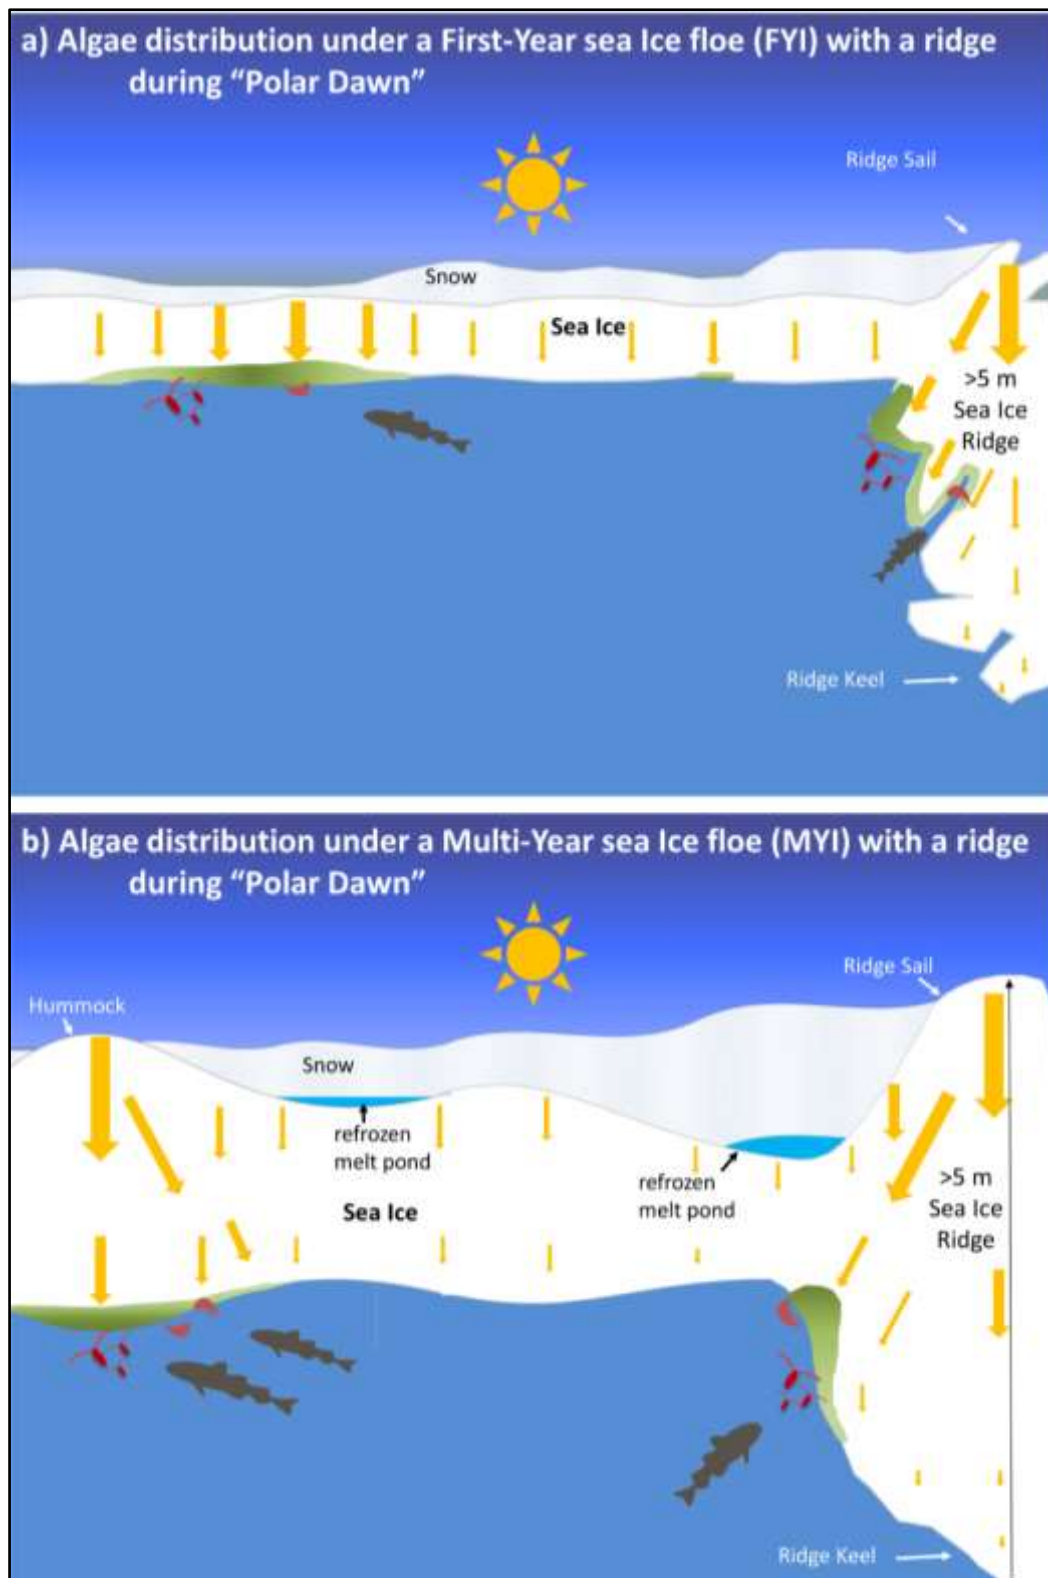 a) Algae distribution under a First-Year sea Ice floe (FYI) with a ridge
during “Polar Dawn”
Ridge Sail
Snow
Sea Ice
>5 m
Sea Ice
Ridge
Ridge Keel
b) Algae distribution under a Multi-Year sea Ice floe (MYI) with a ridge
during “Polar Dawn”
Ridge Sail
Hummock
Snow
refrozen
melt pond
refrozen
melt pond
>5 m
Sea Ice
Ridge
Sea Ice
Ridge Keel